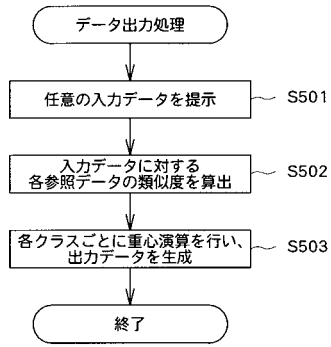 データ出力処理
任意の入力データを提示
S501
入力データに対する
各参照データの類似度を算出
S502
各クラスごとに重心演算を行い、
出力データを生成
S503
終了